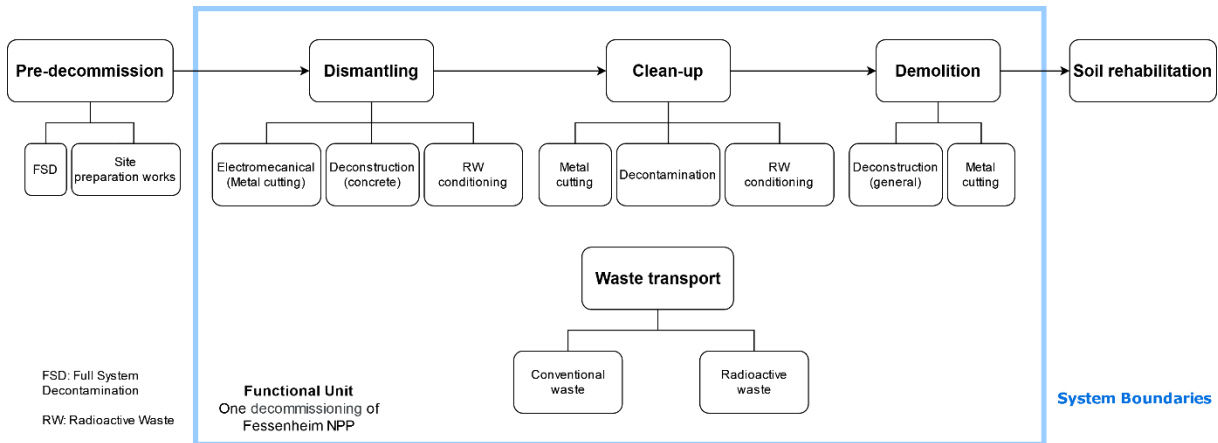 Pre-decommission
Dismantling
Clean-up
Demolition
Soil rehabilitation
FSD
Site
preparation works
Electromecanical
(Metal cutting)
Deconstruction
(concrete)
RW
conditioning
Metal
cutting
Decontamination
RW
conditioning
Deconstruction
(general)
Metal
cutting
Waste transport
Conventional
waste
Radioactive
waste
FSD: Full System
Decontamination
RW: Radioactive Waste
Functional Unit
One decommissioning of
Fessenheim NPP
System Boundaries